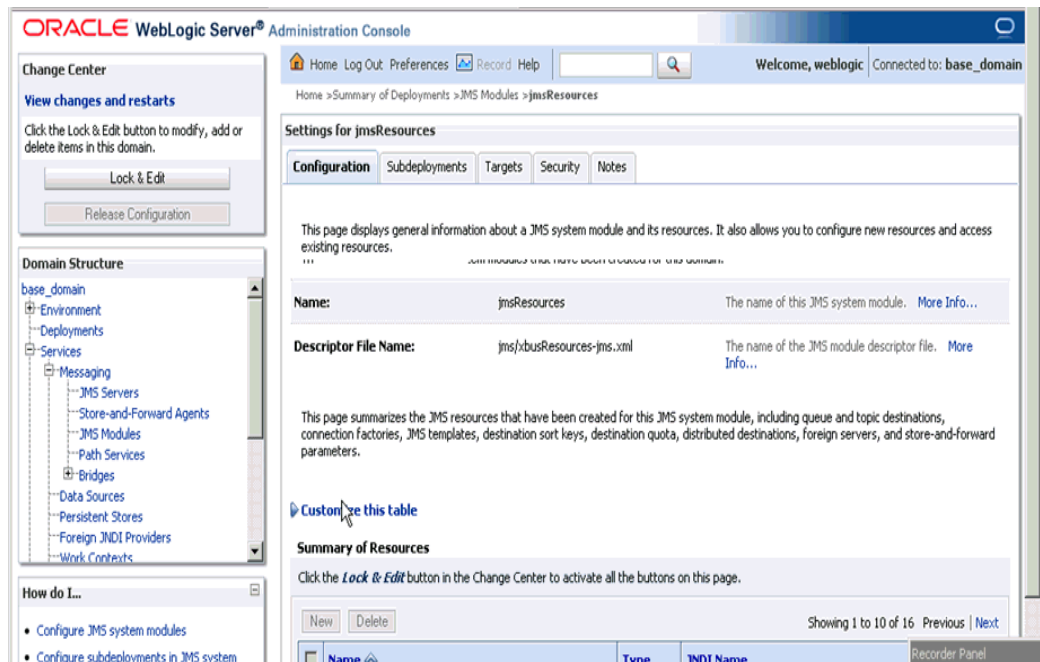 ORACLE WebLogic Server® Administration Console
Change Center
View changes and restarts
Click the Lock & Edit button to modify, add or
delete items in this domain.
Lock & Edit
Release Configuration
Domain Structure
base_domain
Environment
Deployments
Services
Messaging
JMS Servers
Store-and-Forward Agents
JMS Modules
Path Services
Bridges
Data Sources
Persistent Stores
Foreign JNDI Providers
Work Contexts
How do I...
Configure JMS system modules
Configure subdeployments in JMS system
Home Log Out Preferences Record Help
Welcome, weblogic Connected to: base_domain
Home >Summary of Deployments >JMS Modules >jmsResources
Settings for jmsResources
Configuration Subdeployments Targets Security Notes
This page displays general information about a JMS system module and its resources. It also allows you to configure new resources and access
existing resources.
modules that have been created for this domain.
Name: jmsResources The name of this JMS system module. More Info...
Descriptor File Name: jms/xbusResources-jms.xml The name of the JMS module descriptor file. More
Info...
This page summarizes the JMS resources that have been created for this JMS system module, including queue and topic destinations,
connection factories, JMS templates, destination sort keys, destination quota, distributed destinations, foreign servers, and store-and-forward
parameters.
Customize this table
Summary of Resources
Click the Lock & Edit button in the Change Center to activate all the buttons on this page.
New Delete Showing 1 to 10 of 16 Previous | Next
Name Type JNDI Name
Recorder Panel